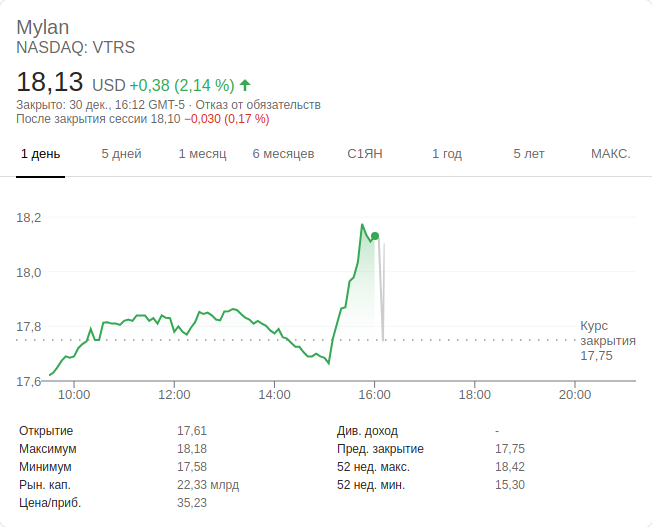 Mylan
NASDAQ: VTRS
18,13 USD +0,38 (2,14 %)
Закрыто: 30 дек., 16:12 GMT-5 · Отказ от обязательств
После закрытия сессии 18,10 −0,030 (0,17 %)
1 день 5 дней 1 месяц 6 месяцев С1ЯН 1 год 5 лет МАКС.
18,2
18,0
17,8
17,6
Курс
закрытия
17,75
10:00 12:00 14:00 16:00 18:00 20:00
Открытие 17,61 Див. доход -
Максимум 18,18 Пред. закрытие 17,75
Минимум 17,58 52 нед. макс. 18,42
Рын. кап. 22,33 млрд 52 нед. мин. 15,30
Цена/приб. 35,23